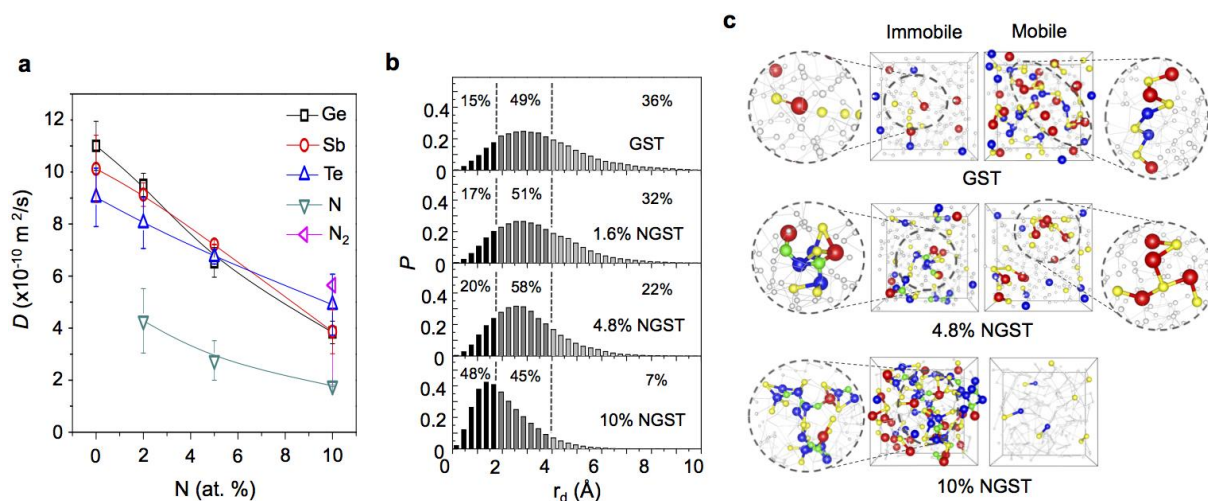 a
D (x10⁻¹⁰ m²/s)
12
10
8
6
4
2
0
0 2 4 6 8 10
N (at. %)
Ge
Sb
Te
N
N₂
b
P
0.4
0.2
0
15% 49% 36%
GST
0.4
0.2
0
17% 51% 32%
1.6% NGST
0.4
0.2
0
20% 58% 22%
4.8% NGST
0.4
0.2
0
48% 45% 7%
10% NGST
0 2 4 6 8 10
r_d (Å)
c
Immobile Mobile
GST
4.8% NGST
10% NGST